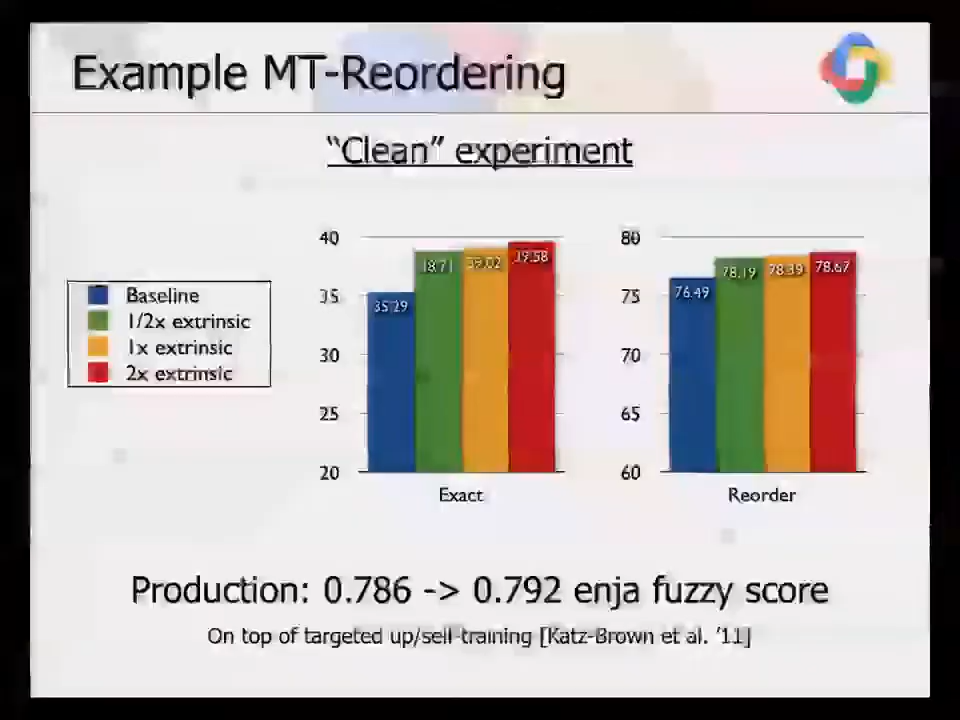 Example MT-Reordering
“Clean” experiment
Baseline
1/2x extrinsic
1x extrinsic
2x extrinsic
40
35
30
25
20
35.29
38.71
39.02
39.58
Exact
80
75
70
65
60
76.49
78.19
78.39
78.67
Reorder
Production: 0.786 -> 0.792 enja fuzzy score
On top of targeted up/self-training [Katz-Brown et al. ’11]